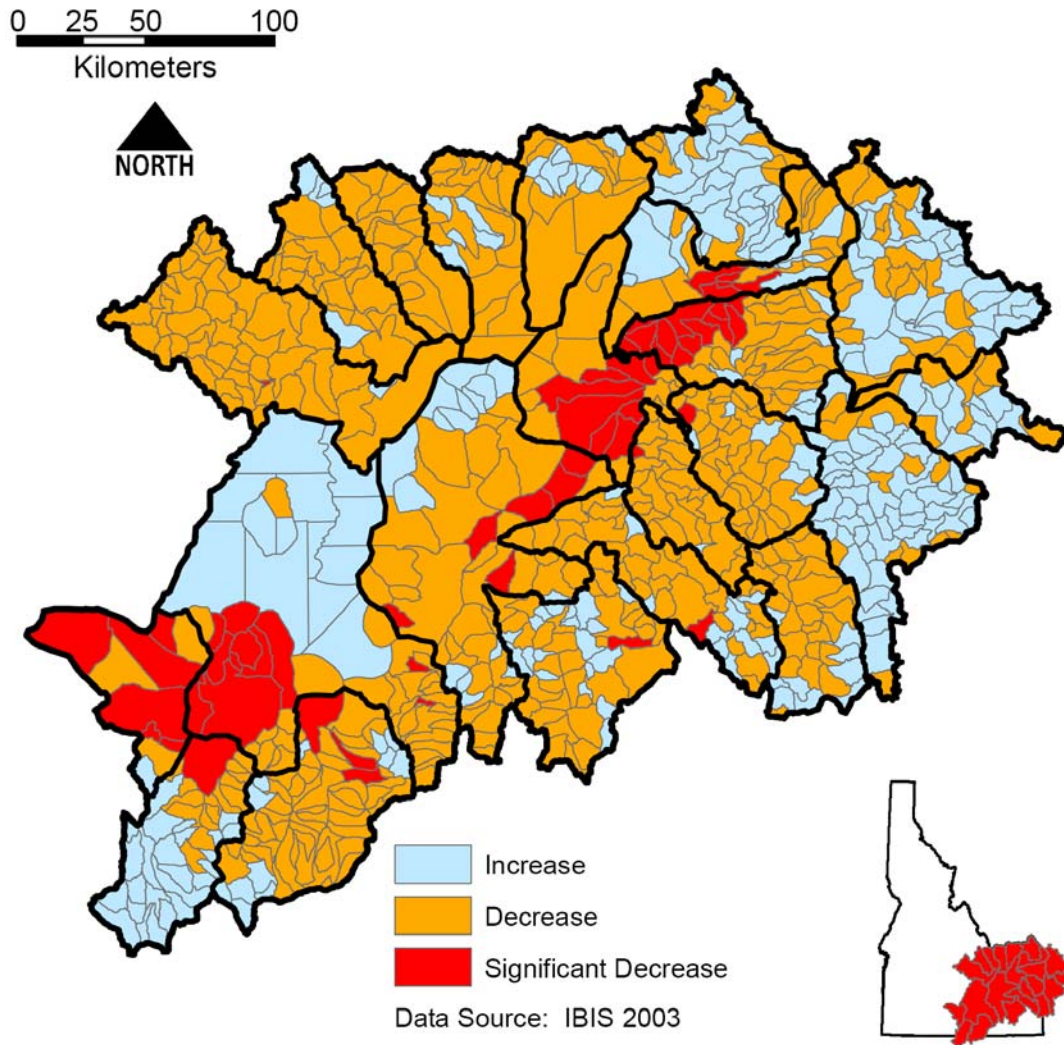 0 25 50 100
Kilometers
NORTH
Increase
Decrease
Significant Decrease
Data Source: IBIS 2003